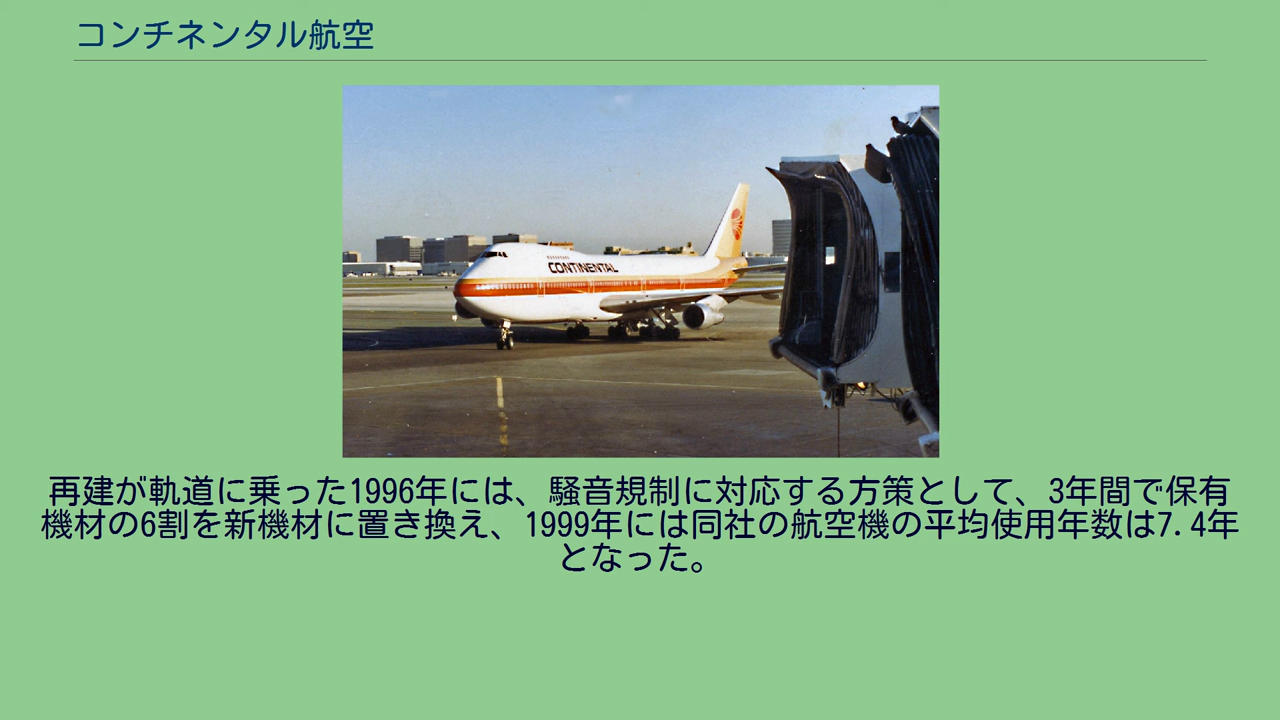 コンチネンタル航空
CONTINENTAL
再建が軌道に乗った1996年には、騒音規制に対応する方策として、3年間で保有
機材の6割を新機材に置き換え、1999年には同社の航空機の平均使用年数は7.4年
となった。